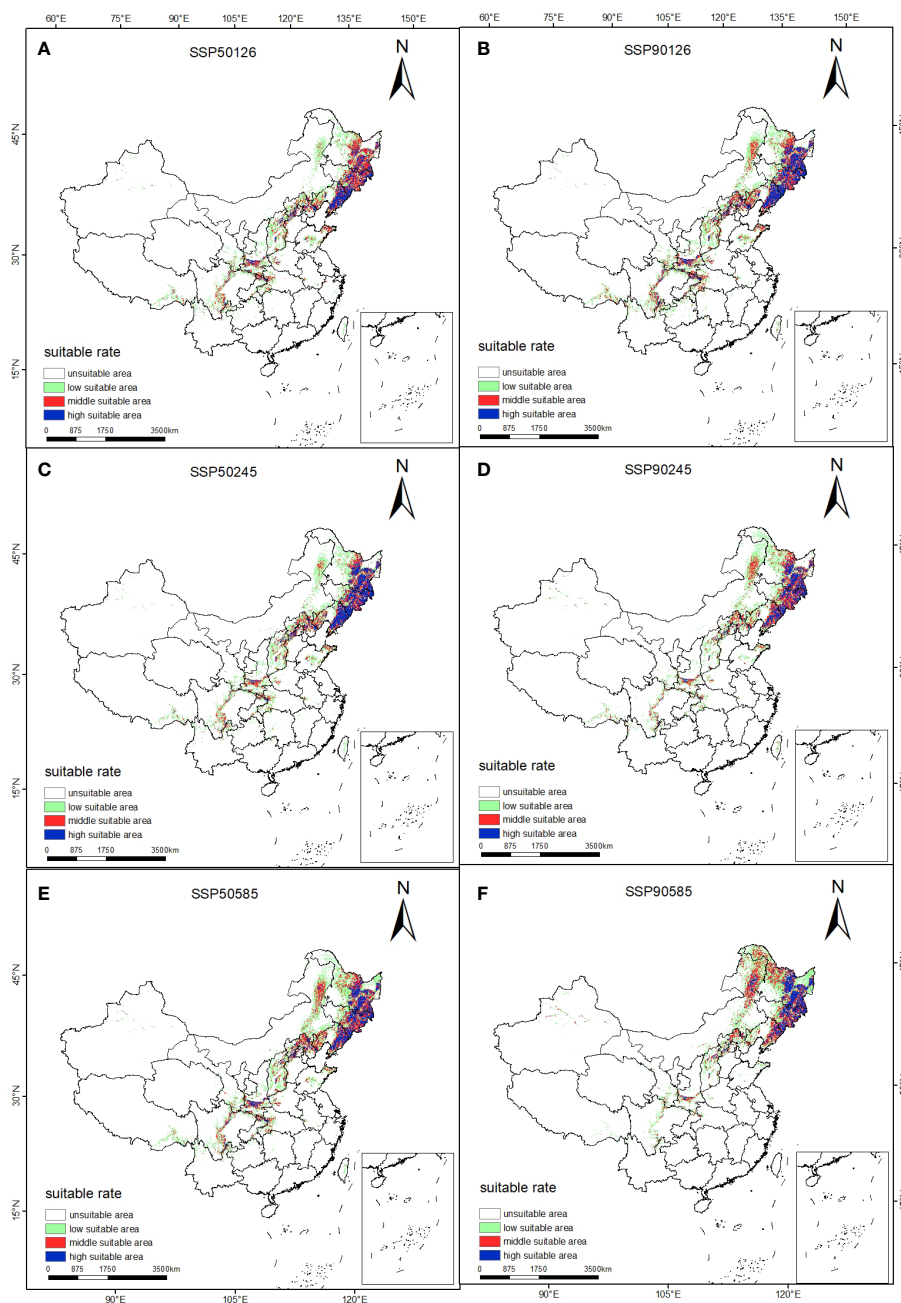 60°E 75°E 90°E 105°E 120°E 135°E 150°E
60°E 75°E 90°E 105°E 120°E 135°E 150°E
A
SSP50126
N
45°N
30°N
15°N
suitable rate
unsuitable area
low suitable area
middle suitable area
high suitable area
0 875 1750 3500km
B
SSP90126
N
suitable rate
unsuitable area
low suitable area
middle suitable area
high suitable area
0 875 1750 3500km
C
SSP50245
N
45°N
30°N
15°N
suitable rate
unsuitable area
low suitable area
middle suitable area
high suitable area
0 875 1750 3500km
D
SSP90245
N
suitable rate
unsuitable area
low suitable area
middle suitable area
high suitable area
0 875 1750 3500km
E
SSP50585
N
45°N
30°N
15°N
suitable rate
unsuitable area
low suitable area
middle suitable area
high suitable area
0 875 1750 3500km
F
SSP90585
N
suitable rate
unsuitable area
low suitable area
middle suitable area
high suitable area
0 875 1750 3500km
90°E 105°E 120°E
90°E 105°E 120°E